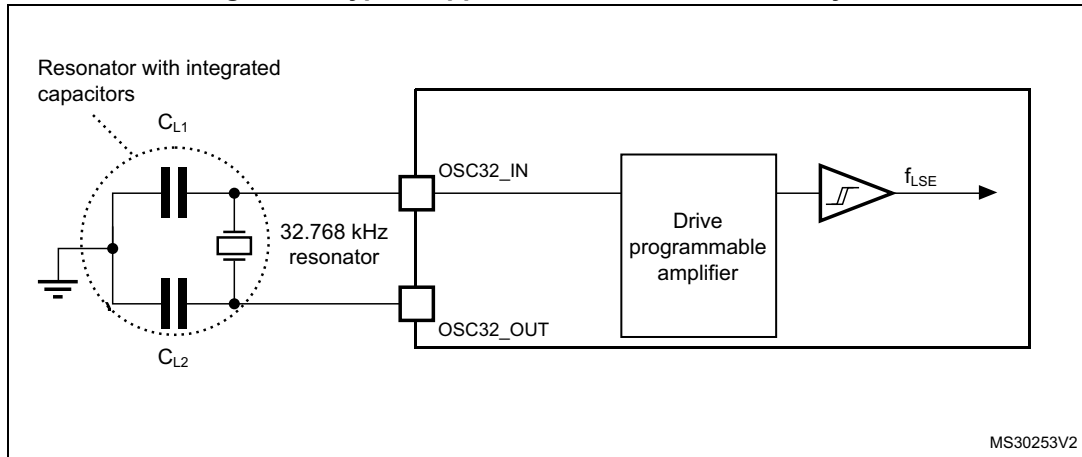 Resonator with integrated
capacitors
CL1
OSC32_IN
fLSE
32.768 kHz
resonator
Drive
programmable
amplifier
OSC32_OUT
CL2
MS30253V2